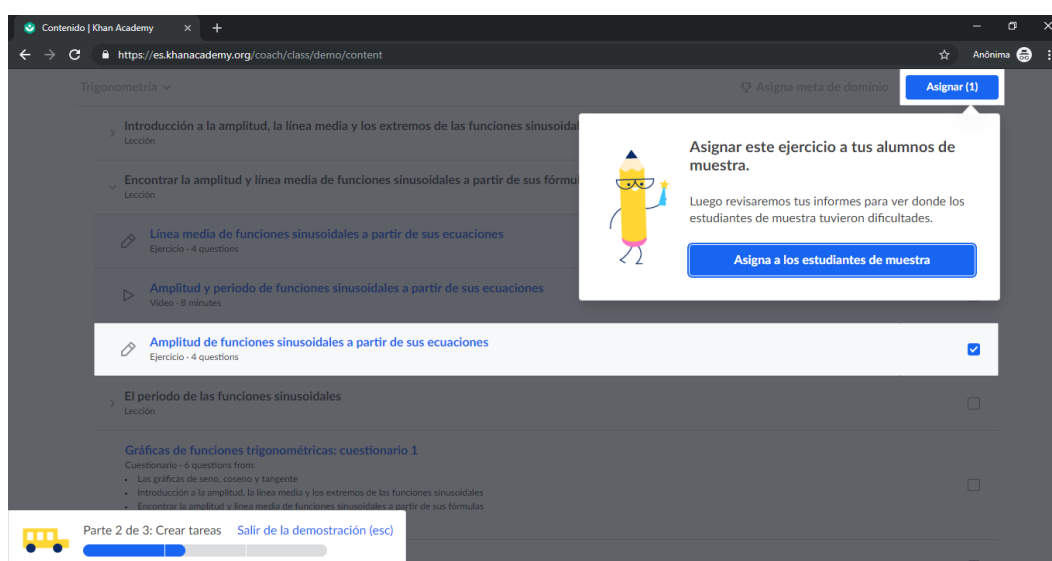 Contenido | Khan Academy
https://es.khanacademy.org/coach/class/demo/content
Anônima
Trigonometría
Asigna meta de dominio
Asignar (1)
Introducción a la amplitud, la línea media y los extremos de las funciones sinusoidal
Lección
Asignar este ejercicio a tus alumnos de
muestra.
Luego revisaremos tus informes para ver donde los
estudiantes de muestra tuvieron dificultades.
Asigna a los estudiantes de muestra
Encontrar la amplitud y línea media de funciones sinusoidales a partir de sus fórmul
Lección
Línea media de funciones sinusoidales a partir de sus ecuaciones
Ejercicio · 4 questions
Amplitud y periodo de funciones sinusoidales a partir de sus ecuaciones
Video · 8 minutes
Amplitud de funciones sinusoidales a partir de sus ecuaciones
Ejercicio · 4 questions
El periodo de las funciones sinusoidales
Lección
Gráficas de funciones trigonométricas: cuestionario 1
Cuestionario · 6 questions from:
• Las gráficas de seno, coseno y tangente
• Introducción a la amplitud, la línea media y los extremos de las funciones sinusoidales
• Encontrar la amplitud y línea media de funciones sinusoidales a partir de sus fórmulas
Parte 2 de 3: Crear tareas Salir de la demostración (esc)